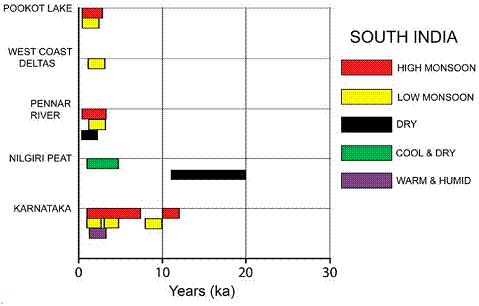 POOKOT LAKE
WEST COAST
DELTAS
PENNAR
RIVER
NILGIRI PEAT
KARNATAKA
0
10
20
30
Years (ka)
SOUTH INDIA
HIGH MONSOON
LOW MONSOON
DRY
COOL & DRY
WARM & HUMID